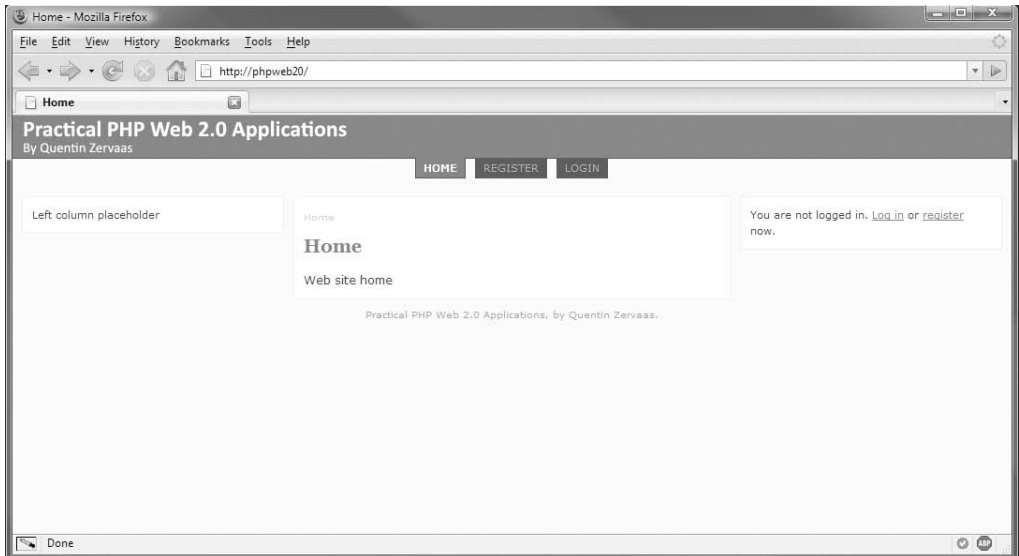 Home - Mozilla Firefox
File Edit View History Bookmarks Tools Help
http://phpweb20/
Home
Practical PHP Web 2.0 Applications
By Quentin Zervaas
HOME REGISTER LOGIN
Left column placeholder
Home
Home
Web site home
You are not logged in. Log in or register
now.
Practical PHP Web 2.0 Applications, by Quentin Zervaas.
Done
ABP